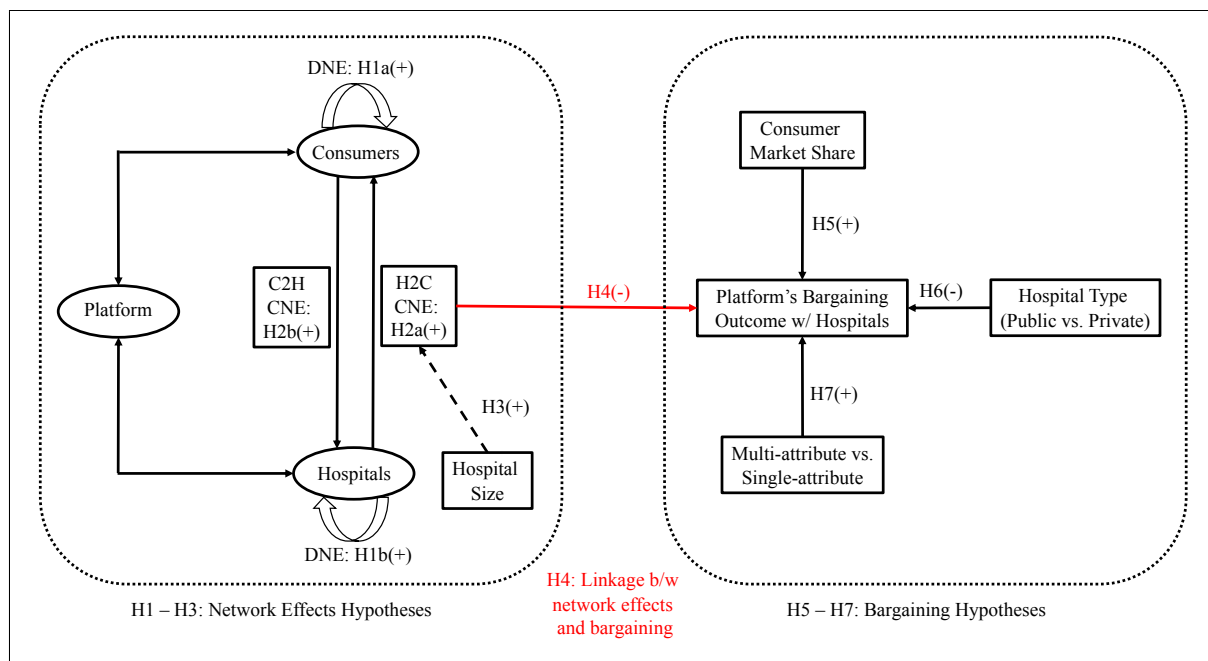 DNE: H1a(+)
Consumers
Platform
C2H
CNE:
H2b(+)
H2C
CNE:
H2a(+)
H3(+)
Hospitals
Hospital
Size
DNE: H1b(+)
H1 – H3: Network Effects Hypotheses
H4(-)
H4: Linkage b/w
network effects
and bargaining
Consumer
Market Share
H5(+)
Platform's Bargaining
Outcome w/ Hospitals
H6(-)
Hospital Type
(Public vs. Private)
H7(+)
Multi-attribute vs.
Single-attribute
H5 – H7: Bargaining Hypotheses